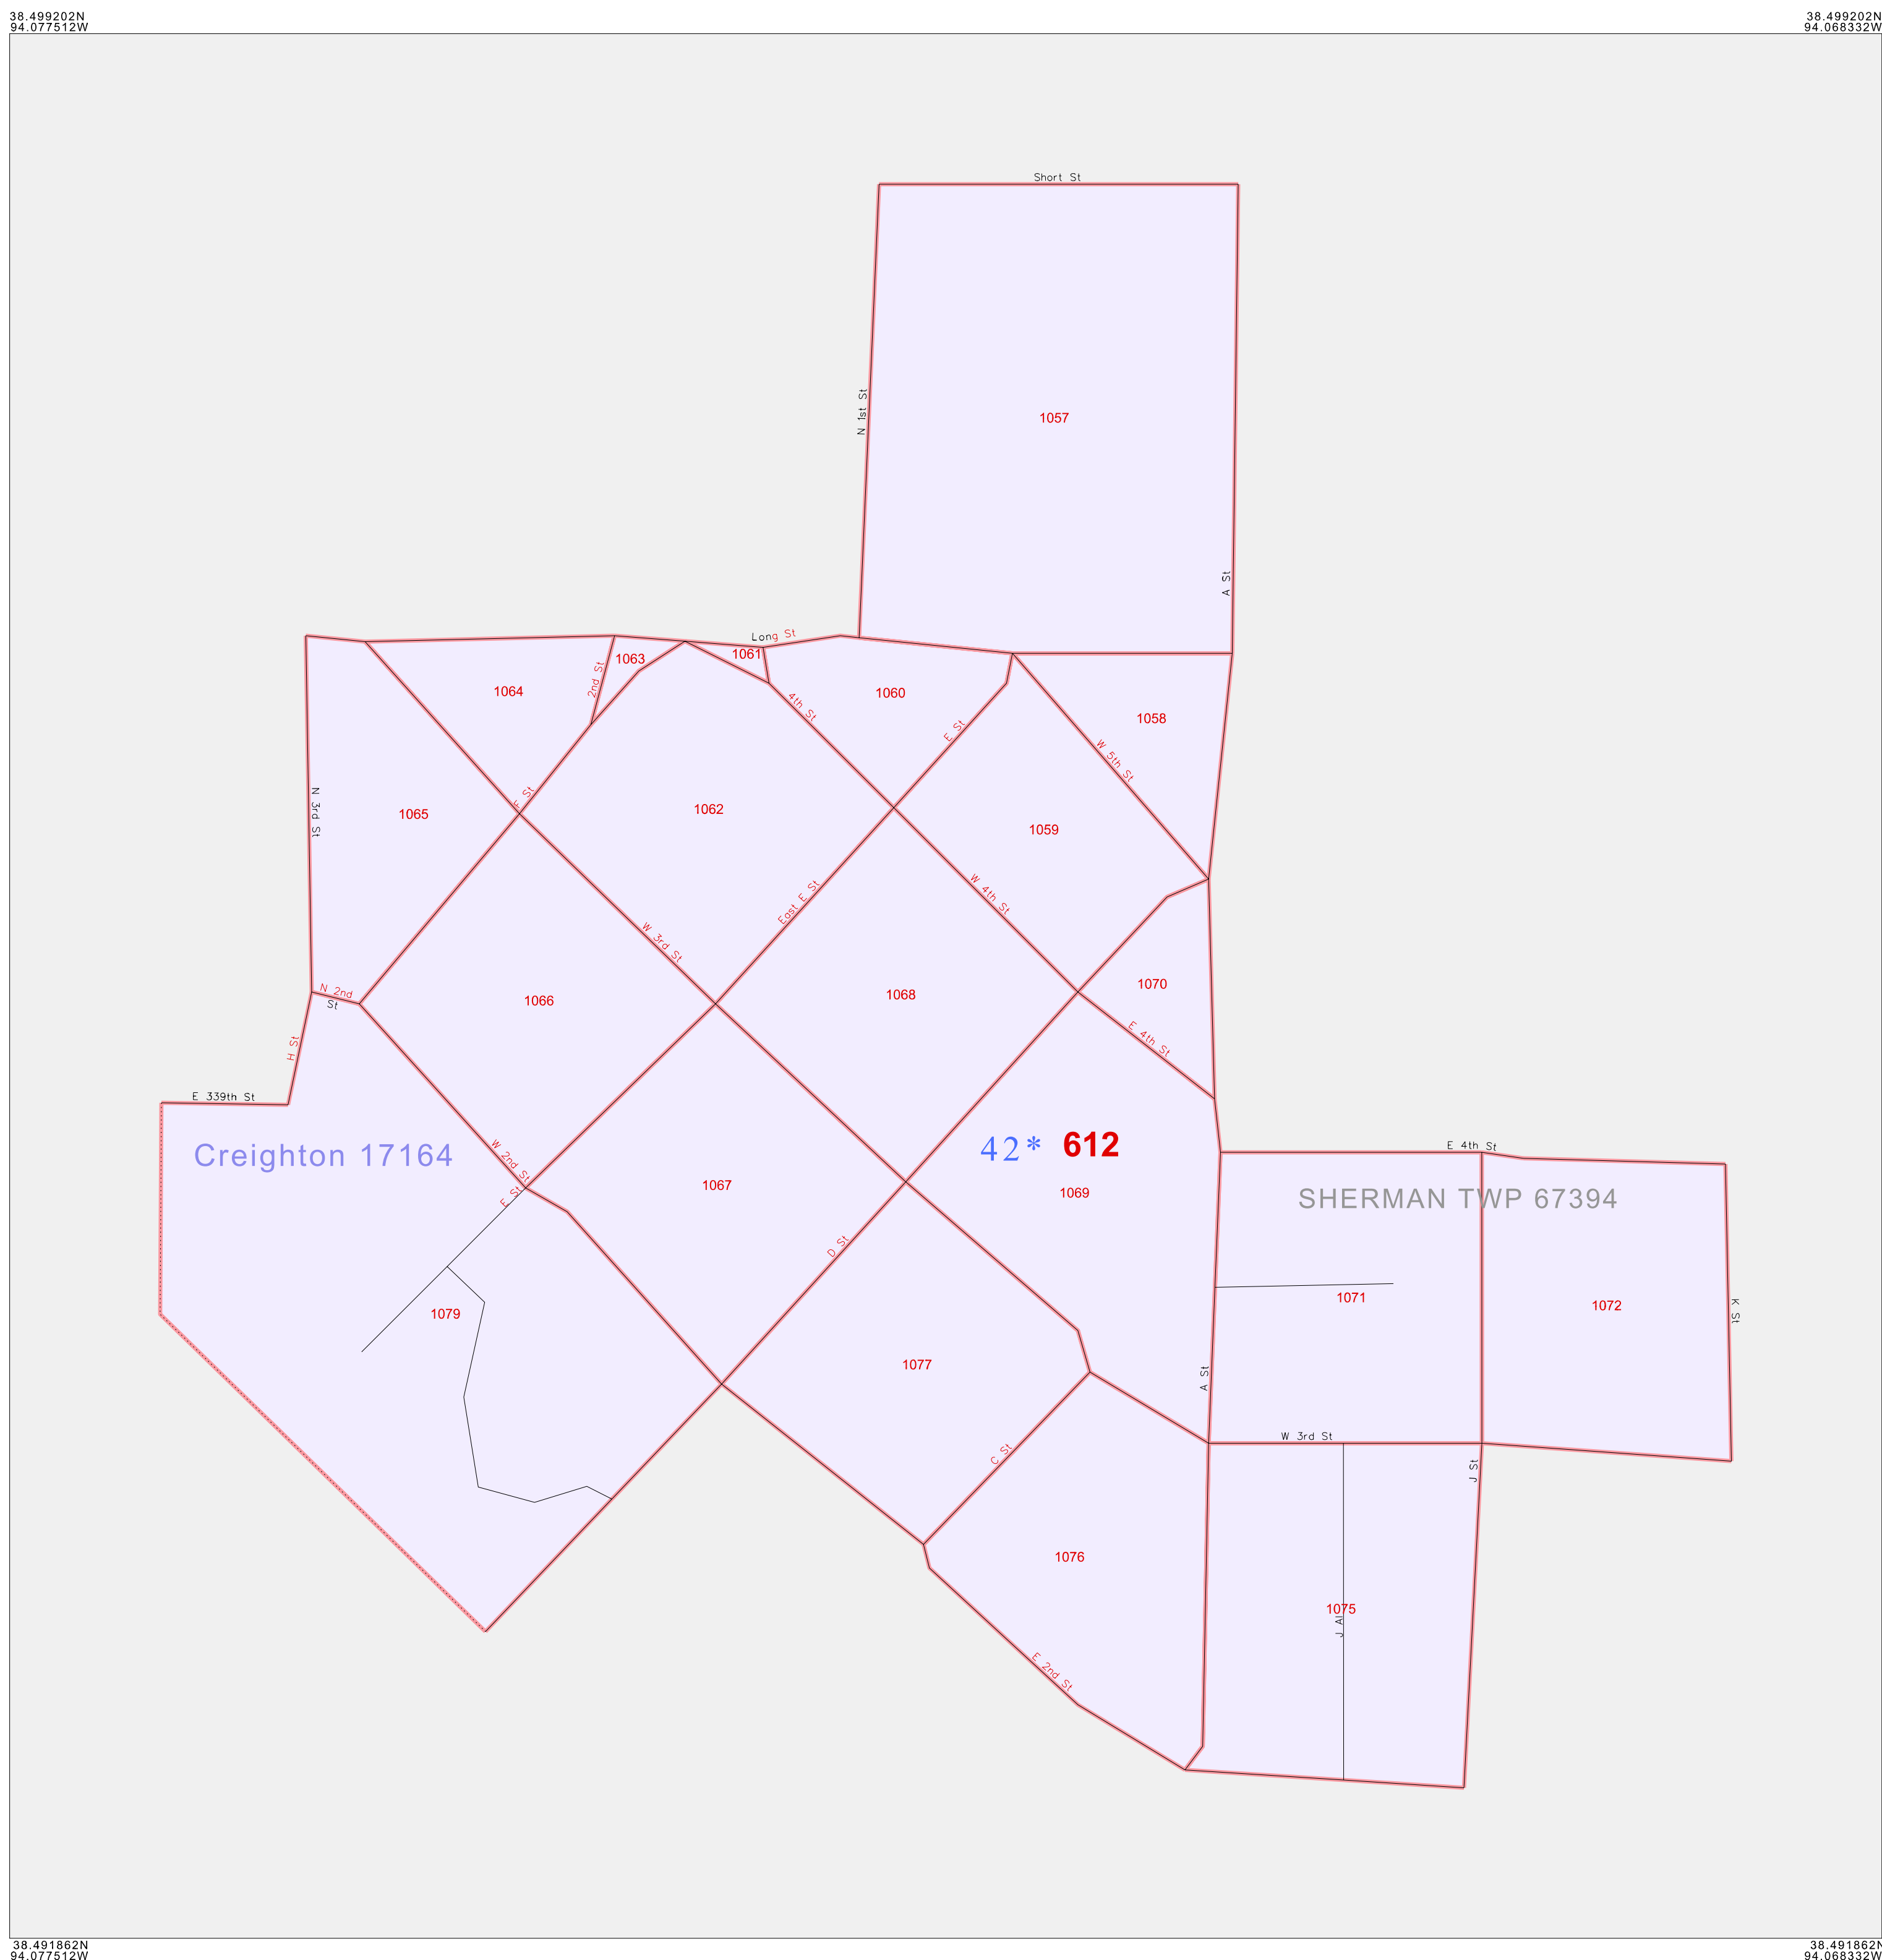 38.499202N
94.077512W
38.499202N
94.068332W
Short St
N 1st St
1057
A St
Long St
1061
1063
2nd St
1064
1060
4th St
E St
1058
W 5th St
N 3rd St
1065
F St
1062
1059
East E St
W 4th St
W 3rd St
N 2nd
St
1066
1068
1070
E 4th St
H St
E 339th St
Creighton 17164
W 2nd St
E St
1067
42* 612
1069
E 4th St
SHERMAN TWP 67394
D St
1079
1071
1072
K St
1077
A St
W 3rd St
C St
J St
1076
1075
J Al
E 2nd St
38.491862N
94.077512W
38.491862N
94.068332W